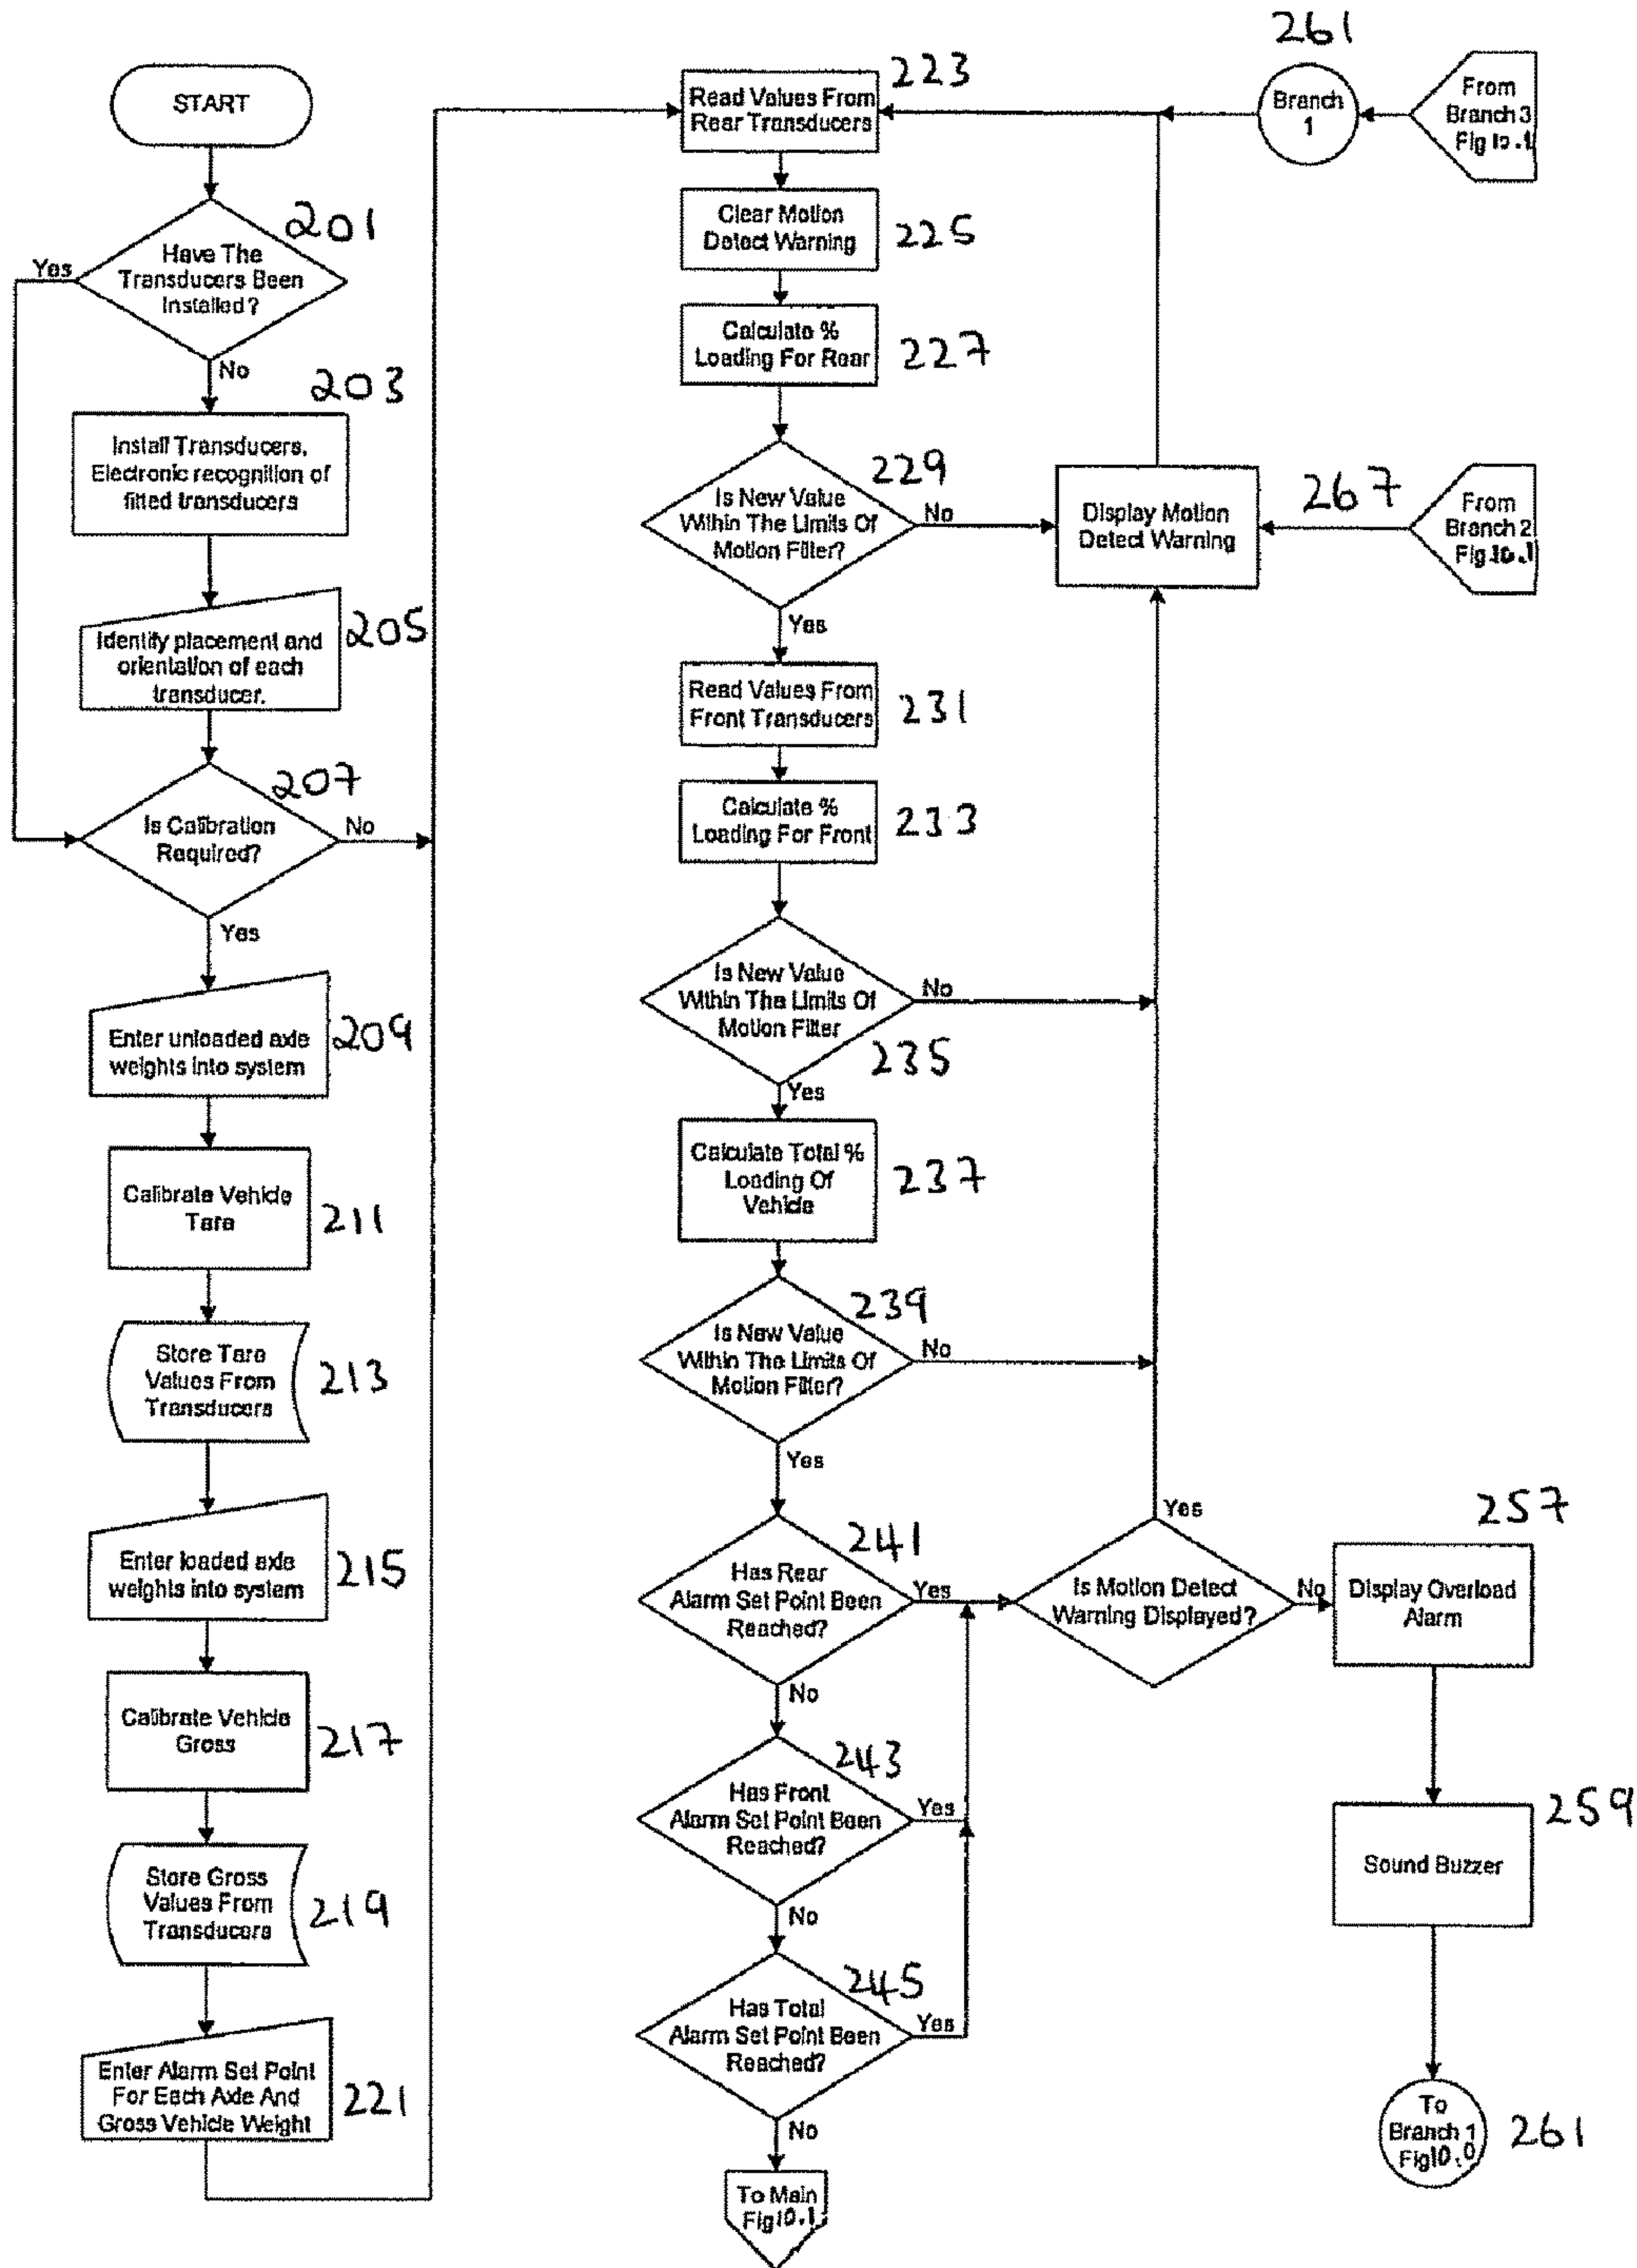 START
201
Have The
Transducers Been
Installed?
Yes
No
203
Install Transducers.
Electronic recognition of
fitted transducers
205
Identify placement and
orientation of each
transducer.
207
Is Calibration
Required?
No
Yes
209
Enter unloaded axle
weights into system
Calibrate Vehicle
Tare
211
Store Tare
Values From
Transducers
213
Enter loaded axle
weights into system
215
Calibrate Vehicle
Gross
217
Store Gross
Values From
Transducers
219
Enter Alarm Set Point
For Each Axle And
Gross Vehicle Weight
221
Read Values From
Rear Transducers
223
Clear Motion
Detect Warning
225
Calculate %
Loading For Rear
227
229
Is New Value
Within The Limits Of
Motion Filter?
No
Yes
Read Values From
Front Transducers
231
Calculate %
Loading For Front
233
Is New Value
Within The Limits Of
Motion Filter
No
235
Yes
Calculate Total %
Loading Of
Vehicle
237
239
Is New Value
Within The Limits Of
Motion Filter?
No
Yes
241
Has Rear
Alarm Set Point Been
Reached?
Yes
No
243
Has Front
Alarm Set Point Been
Reached?
Yes
No
245
Has Total
Alarm Set Point Been
Reached?
Yes
No
To Main
Fig10.1
261
Branch
1
From
Branch 3
Fig 10.1
Display Motion
Detect Warning
267
From
Branch 2
Fig.10.1
Yes
Is Motion Detect
Warning Displayed?
No
257
Display Overload
Alarm
259
Sound Buzzer
To
Branch 1
Fig10.0
261